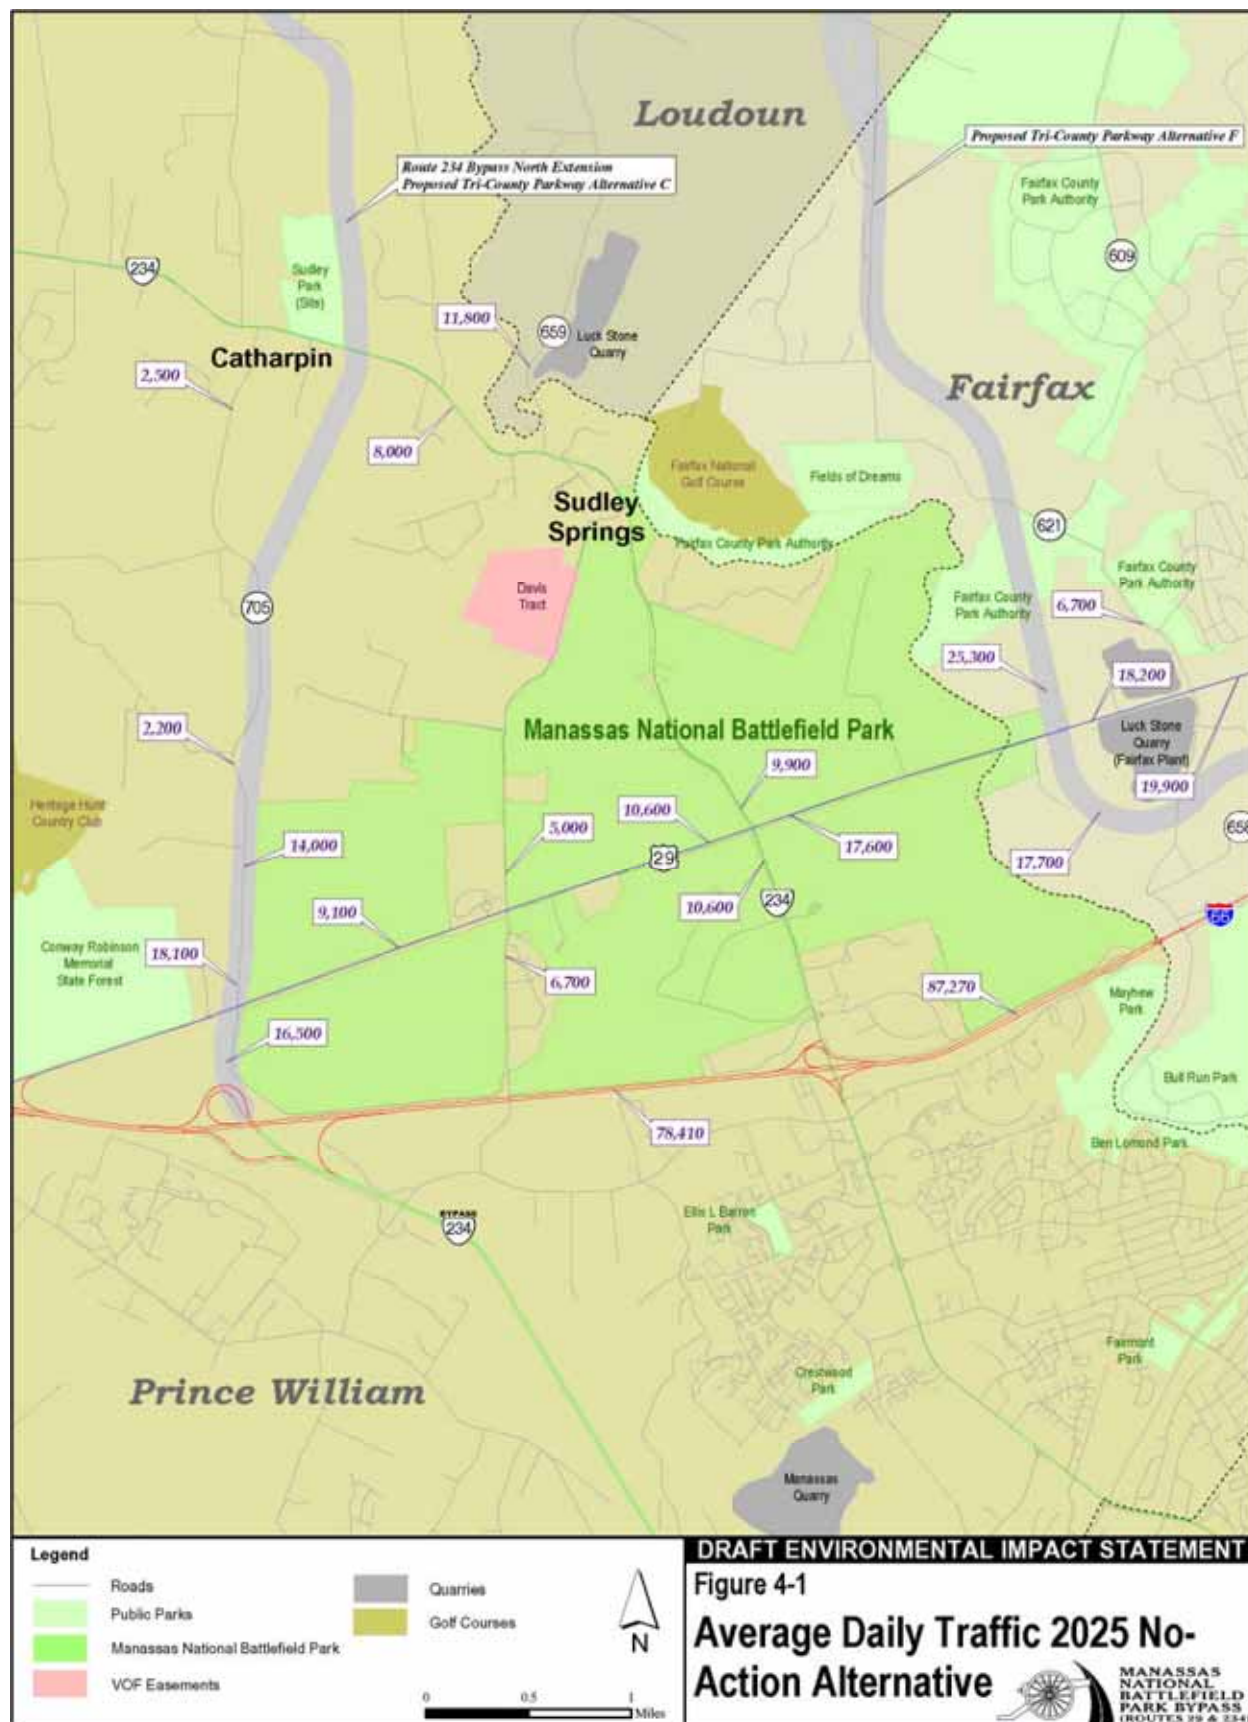 Loudoun
Proposed Tri-County Parkway Alternative F
Route 234 Bypass North Extension
Proposed Tri-County Parkway Alternative C
Fairfax County
Park Authority
234
Sudley
Park
(Site)
609
11,800
659
Luck Stone
Quarry
Catharpin
2,500
Fairfax
8,000
Fairfax National
Golf Course
Fields of Dreams
Sudley
Springs
621
Fairfax County Park Authority
Fairfax County
Park Authority
Davis
Tract
Fairfax County
Park Authority
6,700
705
25,300
18,200
2,200
Manassas National Battlefield Park
Luck Stone
Quarry
(Fairfax Plant)
9,900
19,900
Heritage Hunt
Country Club
10,600
5,000
14,000
17,600
29
17,700
658
9,100
10,600
234
66
Conway Robinson
Memorial
State Forest
18,100
6,700
87,270
Mayhew
Park
16,500
Bull Run Park
78,410
Ben Lomond Park
Ellis L Barron
Park
BYPASS
234
Fairmont
Park
Crestwood
Park
Prince William
Manassas
Quarry
Legend
Roads
Public Parks
Manassas National Battlefield Park
VOF Easements
Quarries
Golf Courses
N
0 0.5 1
Miles
DRAFT ENVIRONMENTAL IMPACT STATEMENT
Figure 4-1
Average Daily Traffic 2025 No-
Action Alternative
MANASSAS
NATIONAL
BATTLEFIELD
PARK BYPASS
(ROUTES 29 & 234)